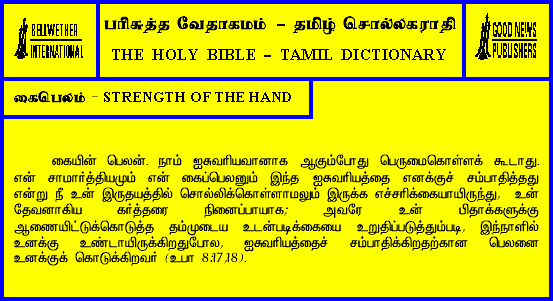 BELLWETHER
INTERNATIONAL
பரிசுத்த வேதாகமம் - தமிழ் சொல்லகராதி
THE HOLY BIBLE - TAMIL DICTIONARY
GOOD NEWS
PUBLISHERS
கைபெலம் - STRENGTH OF THE HAND
கையின் பெலன். நாம் ஐசுவரியவானாக ஆகும்போது பெருமைகொள்ளக் கூடாது.
என் சாமார்த்தியமும் என் கைப்பெலனும் இந்த ஐசுவரியத்தை எனக்குச் சம்பாதித்தது
என்று நீ உன் இருதயத்தில் சொல்லிக்கொள்ளாமலும் இருக்க எச்சரிக்கையாயிருந்து, உன்
தேவனாகிய கர்த்தரை நினைப்பாயாக; அவரே உன் பிதாக்களுக்கு
ஆணையிட்டுக்கொடுத்த தம்முடைய உடன்படிக்கையை உறுதிப்படுத்தும்படி, இந்நாளில்
உனக்கு உண்டாயிருக்கிறதுபோல, ஐசுவரியத்தைச் சம்பாதிக்கிறதற்கான பெலனை
உனக்குக் கொடுக்கிறவர் (உபா 8:17,18).